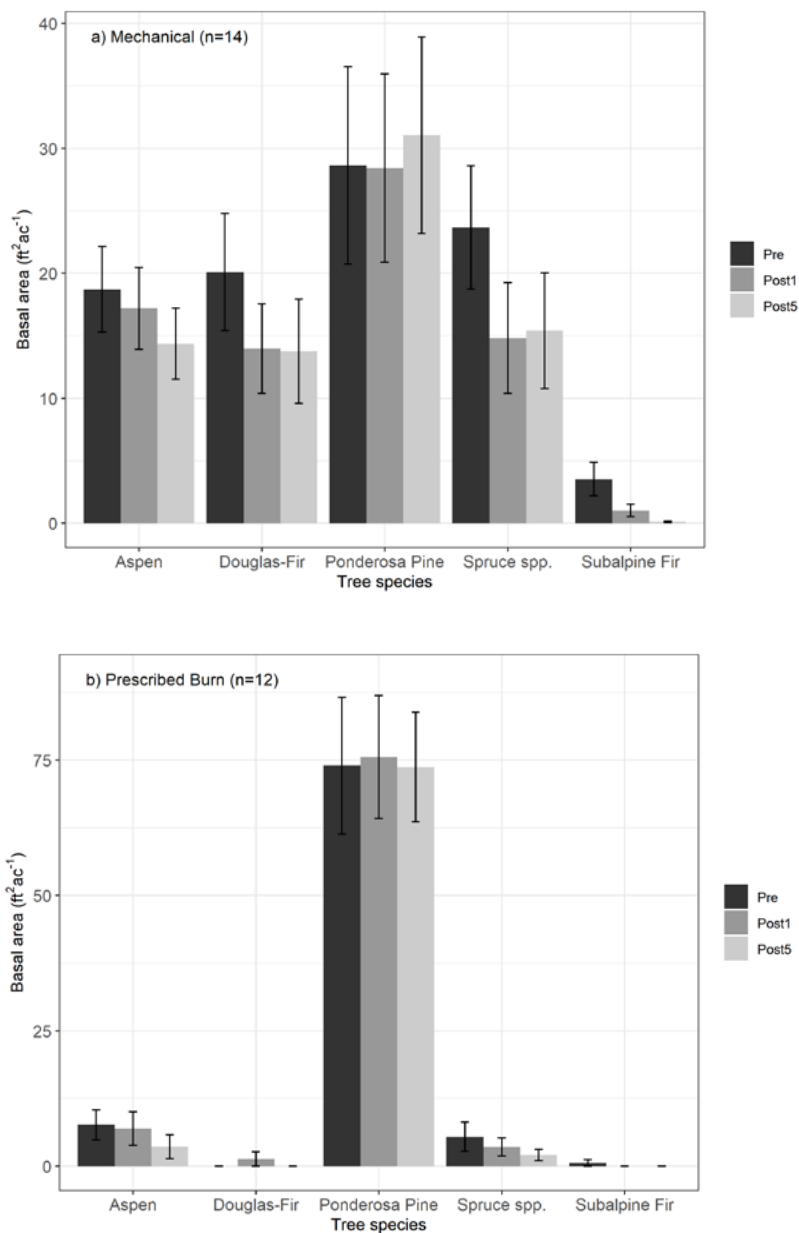 a) Mechanical (n=14)
40
30
20
10
0
Basal area (ft²ac⁻¹)
Aspen Douglas-Fir Ponderosa Pine Spruce spp. Subalpine Fir
Tree species
Pre
Post1
Post5
b) Prescribed Burn (n=12)
75
50
25
0
Basal area (ft²ac⁻¹)
Aspen Douglas-Fir Ponderosa Pine Spruce spp. Subalpine Fir
Tree species
Pre
Post1
Post5